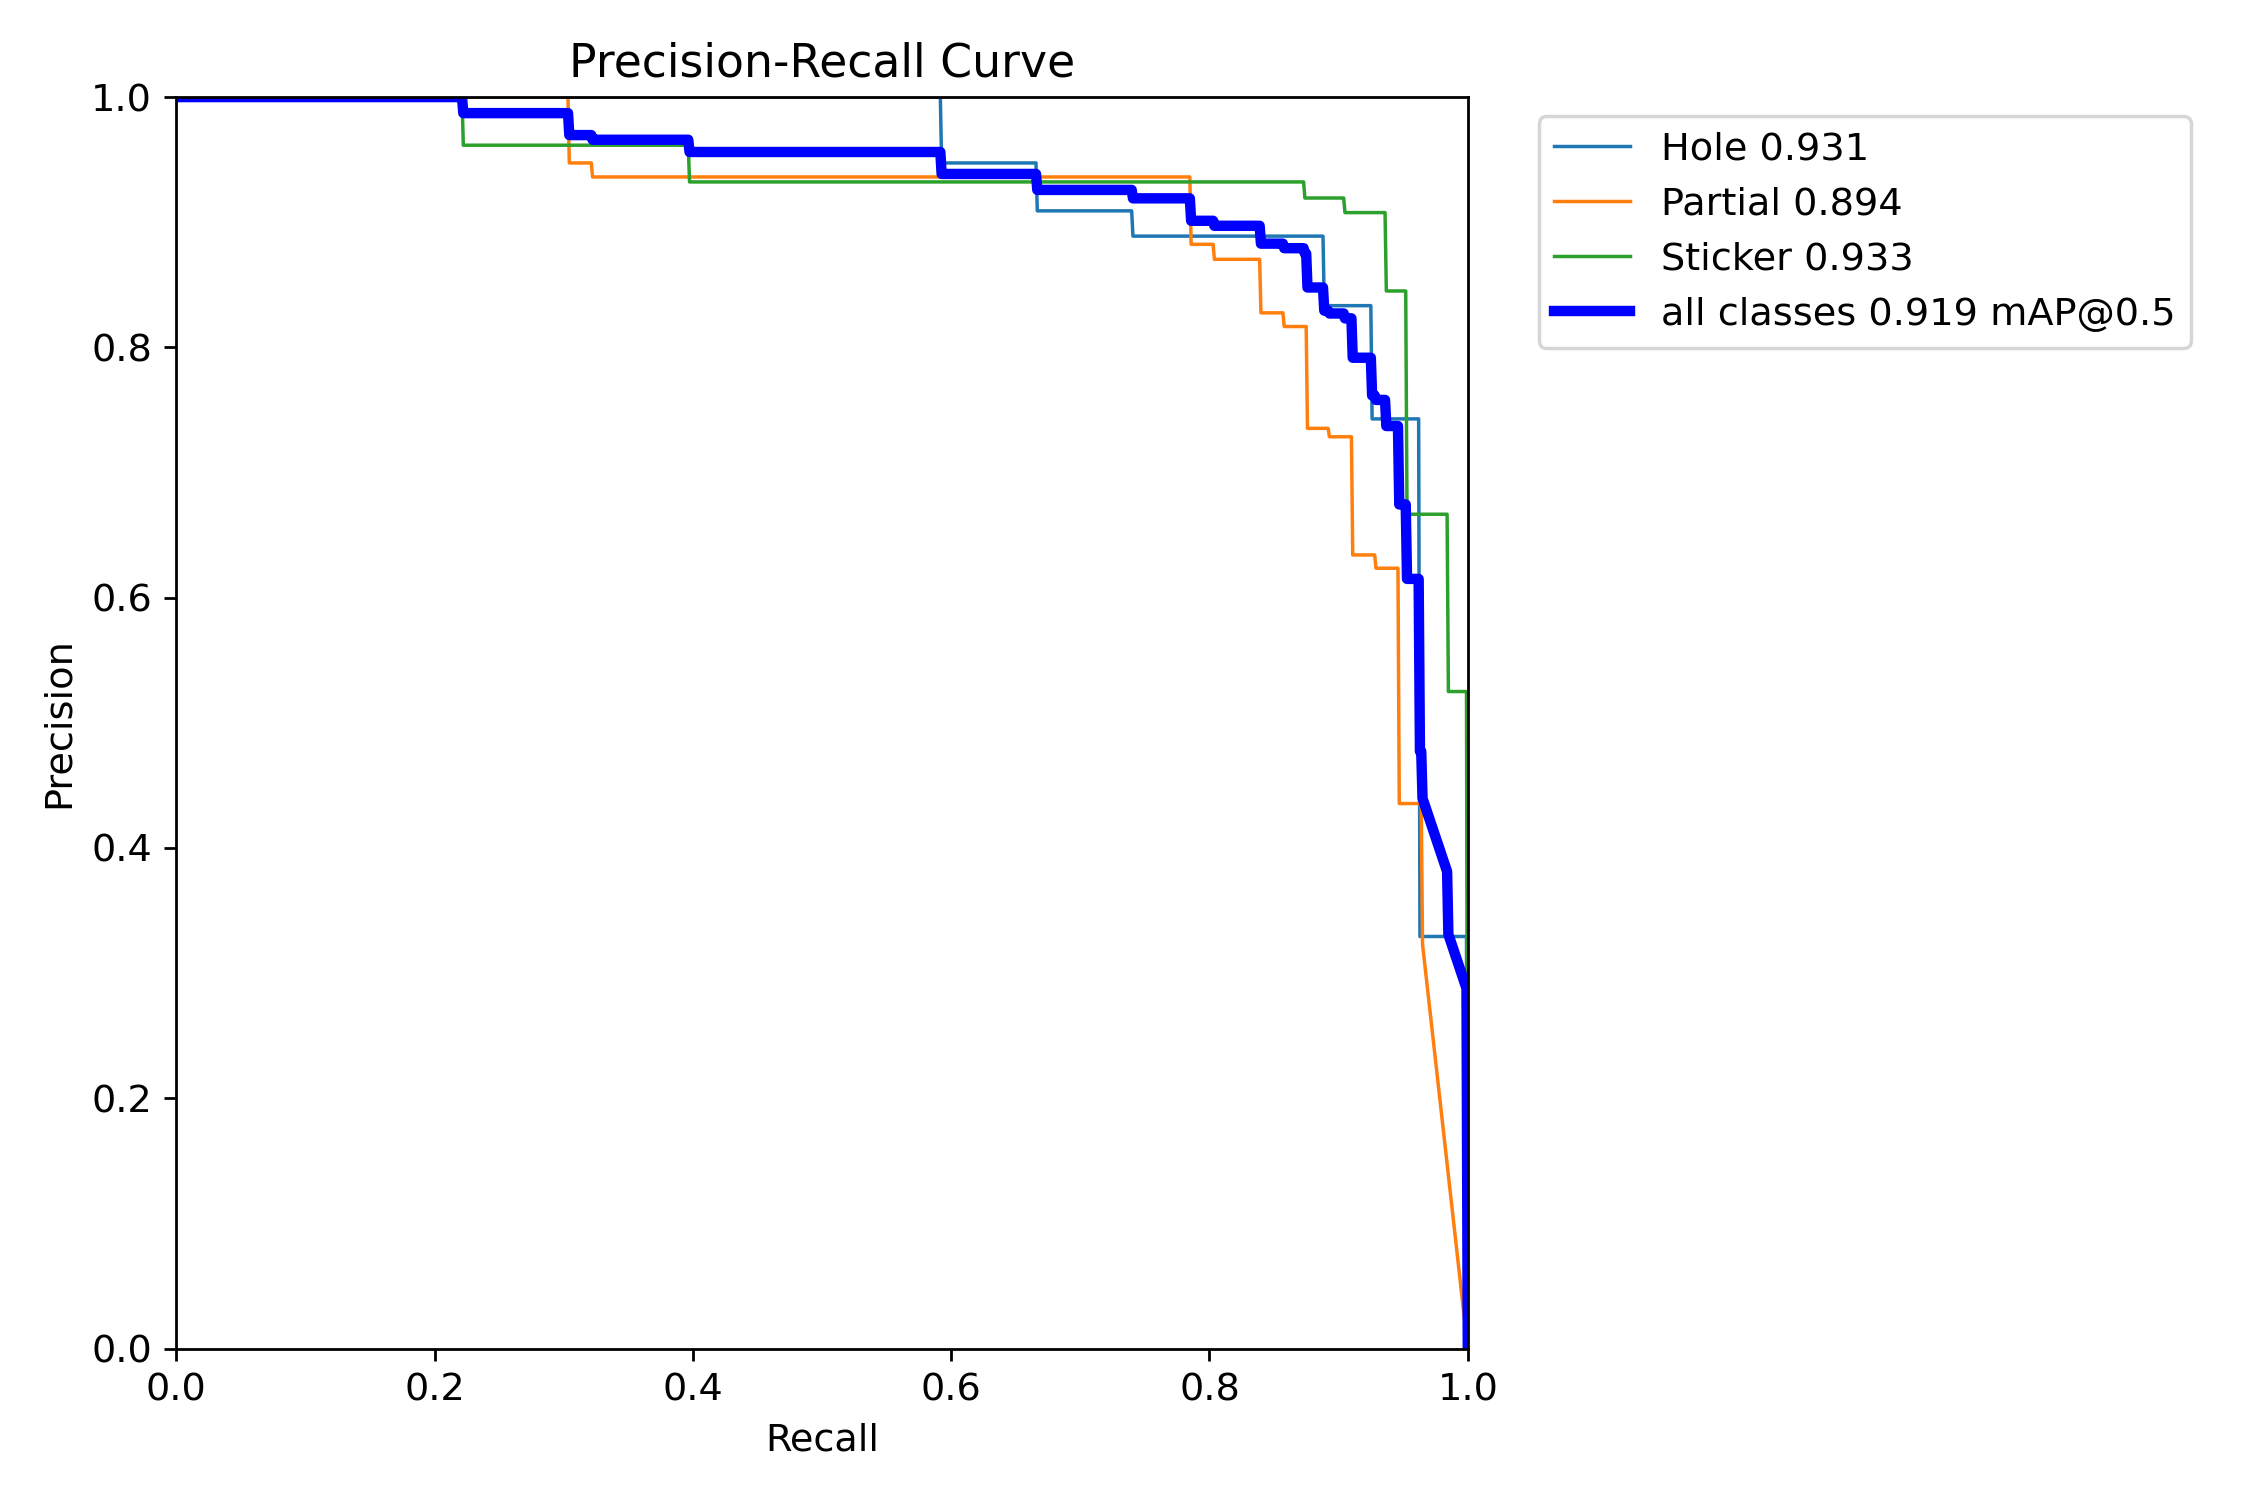 Precision-Recall Curve
1.0
0.8
0.6
0.4
0.2
0.0
Precision
0.0 0.2 0.4 0.6 0.8 1.0
Recall
Hole 0.931
Partial 0.894
Sticker 0.933
all classes 0.919 mAP@0.5